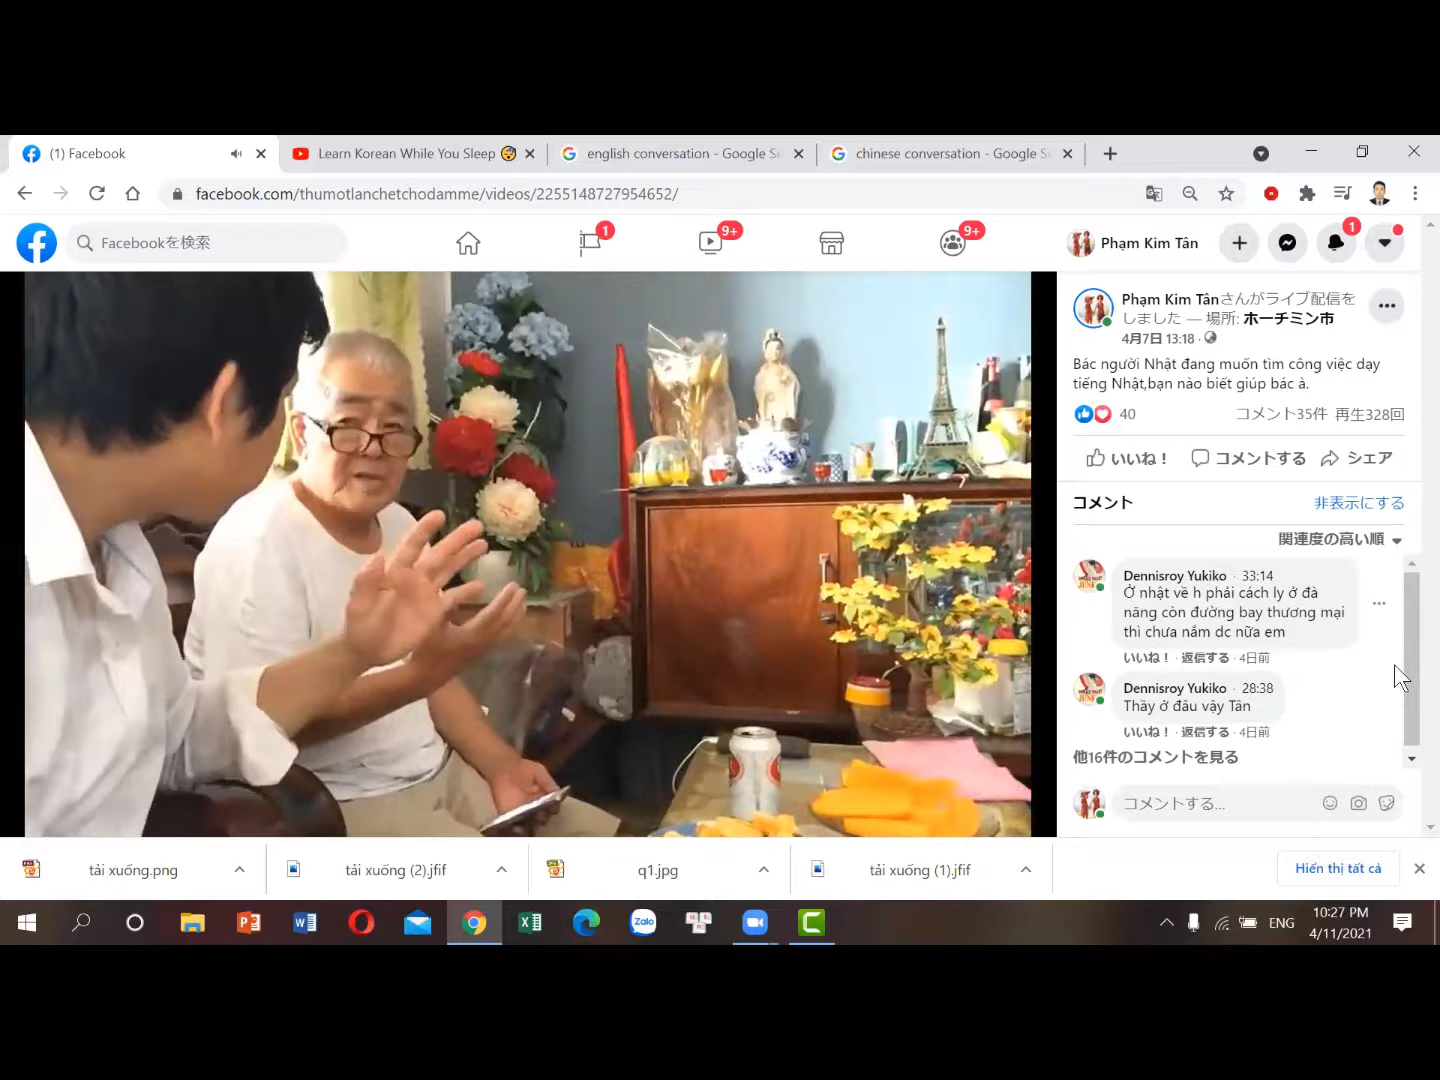 (1) Facebook
Learn Korean While You Sleep 😴
english conversation - Google Se
chinese conversation - Google Se
facebook.com/thumotlanchetchodamme/videos/2255148727954652/
Facebookを検索
1
9+
9+
Phạm Kim Tân
1
Phạm Kim Tânさんがライブ配信を
しました — 場所: ホーチミン市
4月7日 13:18 ·
Bác người Nhật đang muốn tìm công việc dạy
tiếng Nhật,bạn nào biết giúp bác à.
40
コメント35件 再生328回
いいね！ コメントする シェア
コメント
非表示にする
関連度の高い順
Dennisroy Yukiko · 33:14
Ở nhật về h phải cách ly ở đà
năng còn đường bay thương mại
thì chưa nắm dc nữa em
いいね！ · 返信する · 4日前
Dennisroy Yukiko · 28:38
Thầy ở đâu vậy Tân
いいね！ · 返信する · 4日前
他16件のコメントを見る
コメントする...
tải xuống.png
tải xuống (2).jfif
q1.jpg
tải xuống (1).jfif
Hiển thị tất cả
Zalo
ENG
10:27 PM
4/11/2021